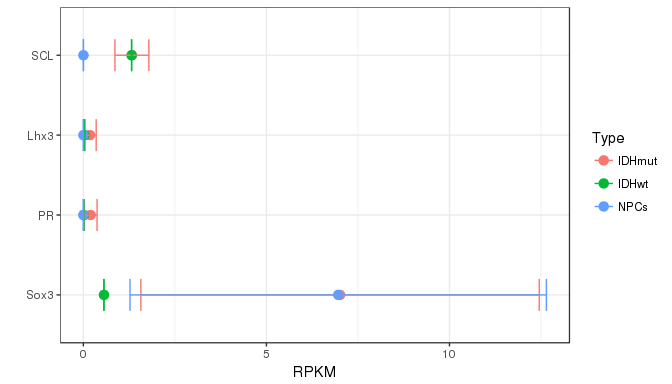 SCL
Lhx3
PR
Sox3
0
5
10
RPKM
Type
IDHmut
IDHwt
NPCs